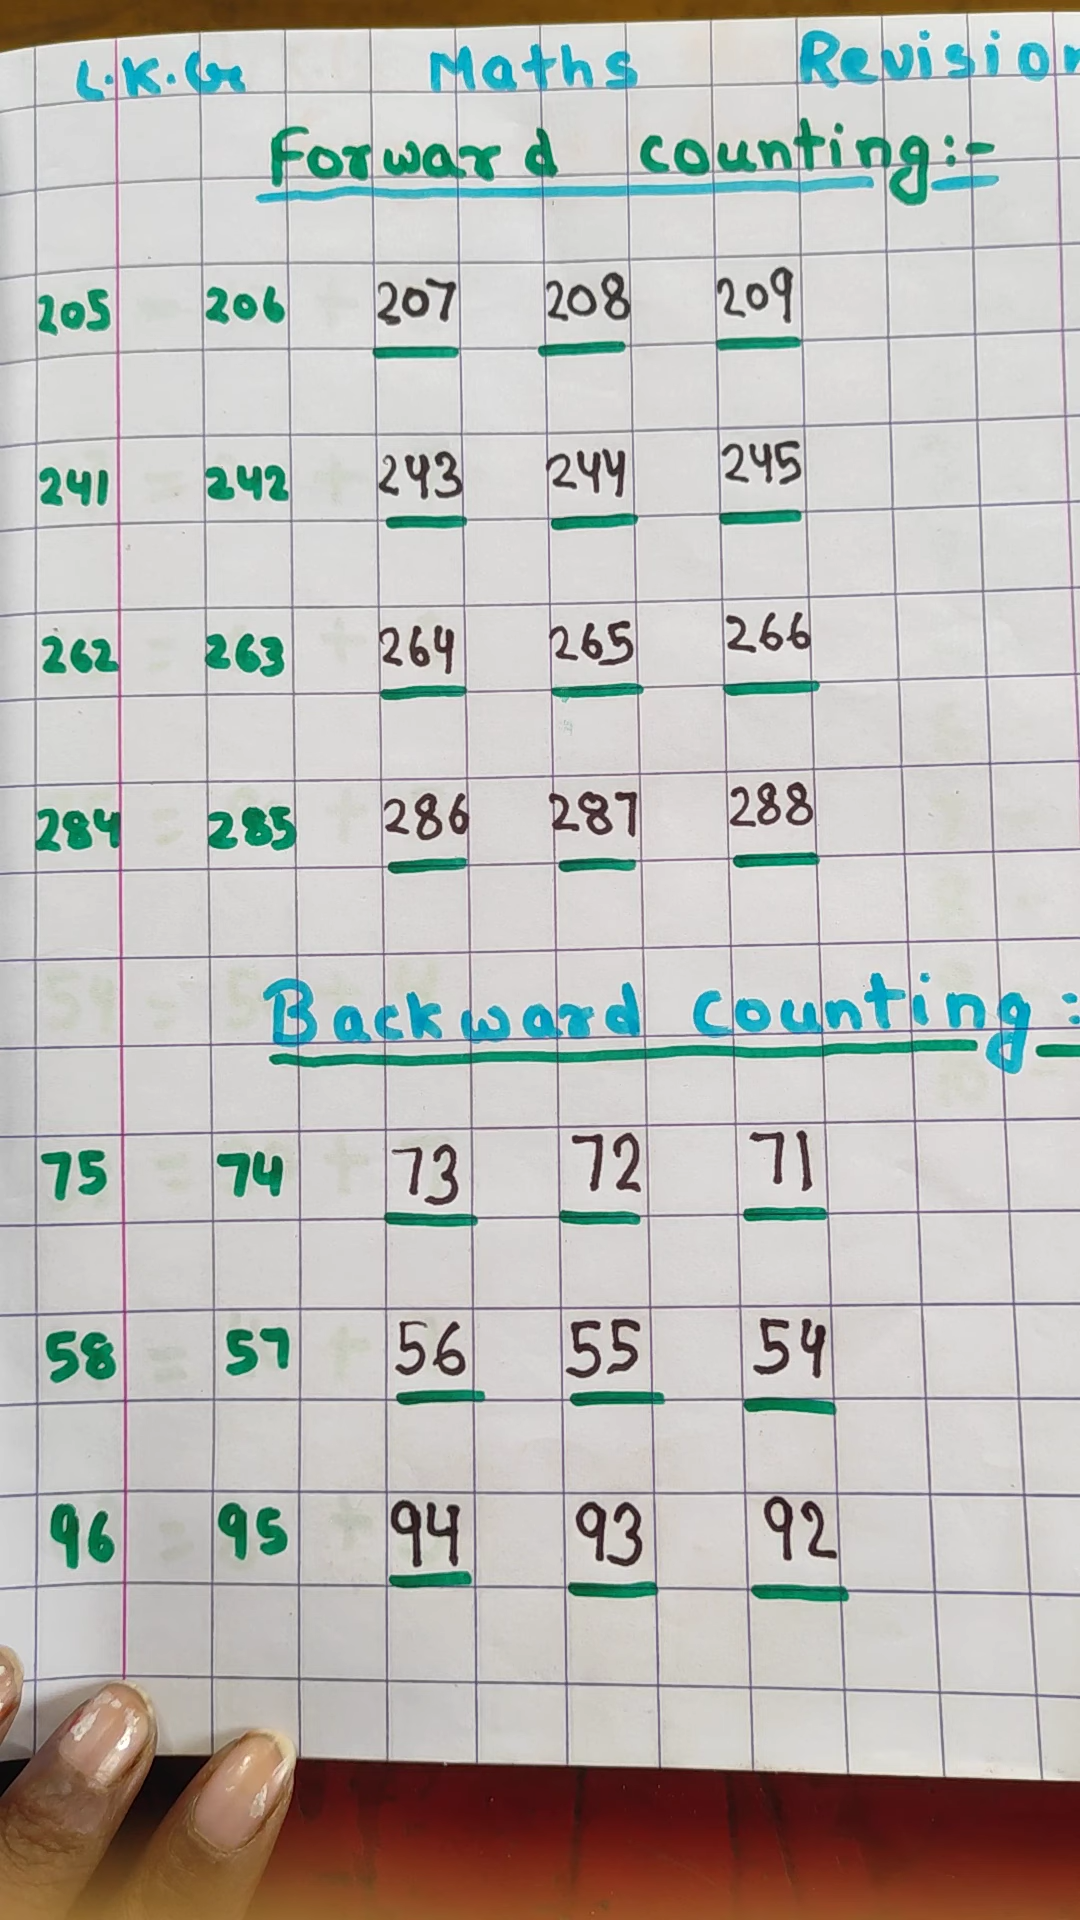 L.K.G Maths Revision
Forward counting:-
205 206 207 208 209
241 242 243 244 245
262 263 264 265 266
284 285 286 287 288
Backward counting:
75 74 73 72 71
58 57 56 55 54
96 95 94 93 92